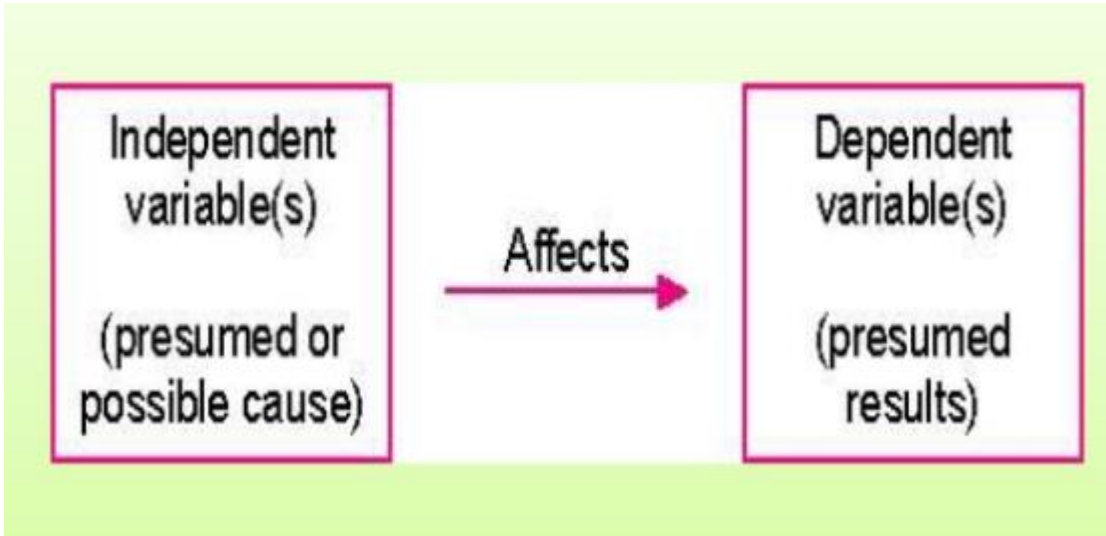 Independent
variable(s)
(presumed or
possible cause)
Affects
Dependent
variable(s)
(presumed
results)